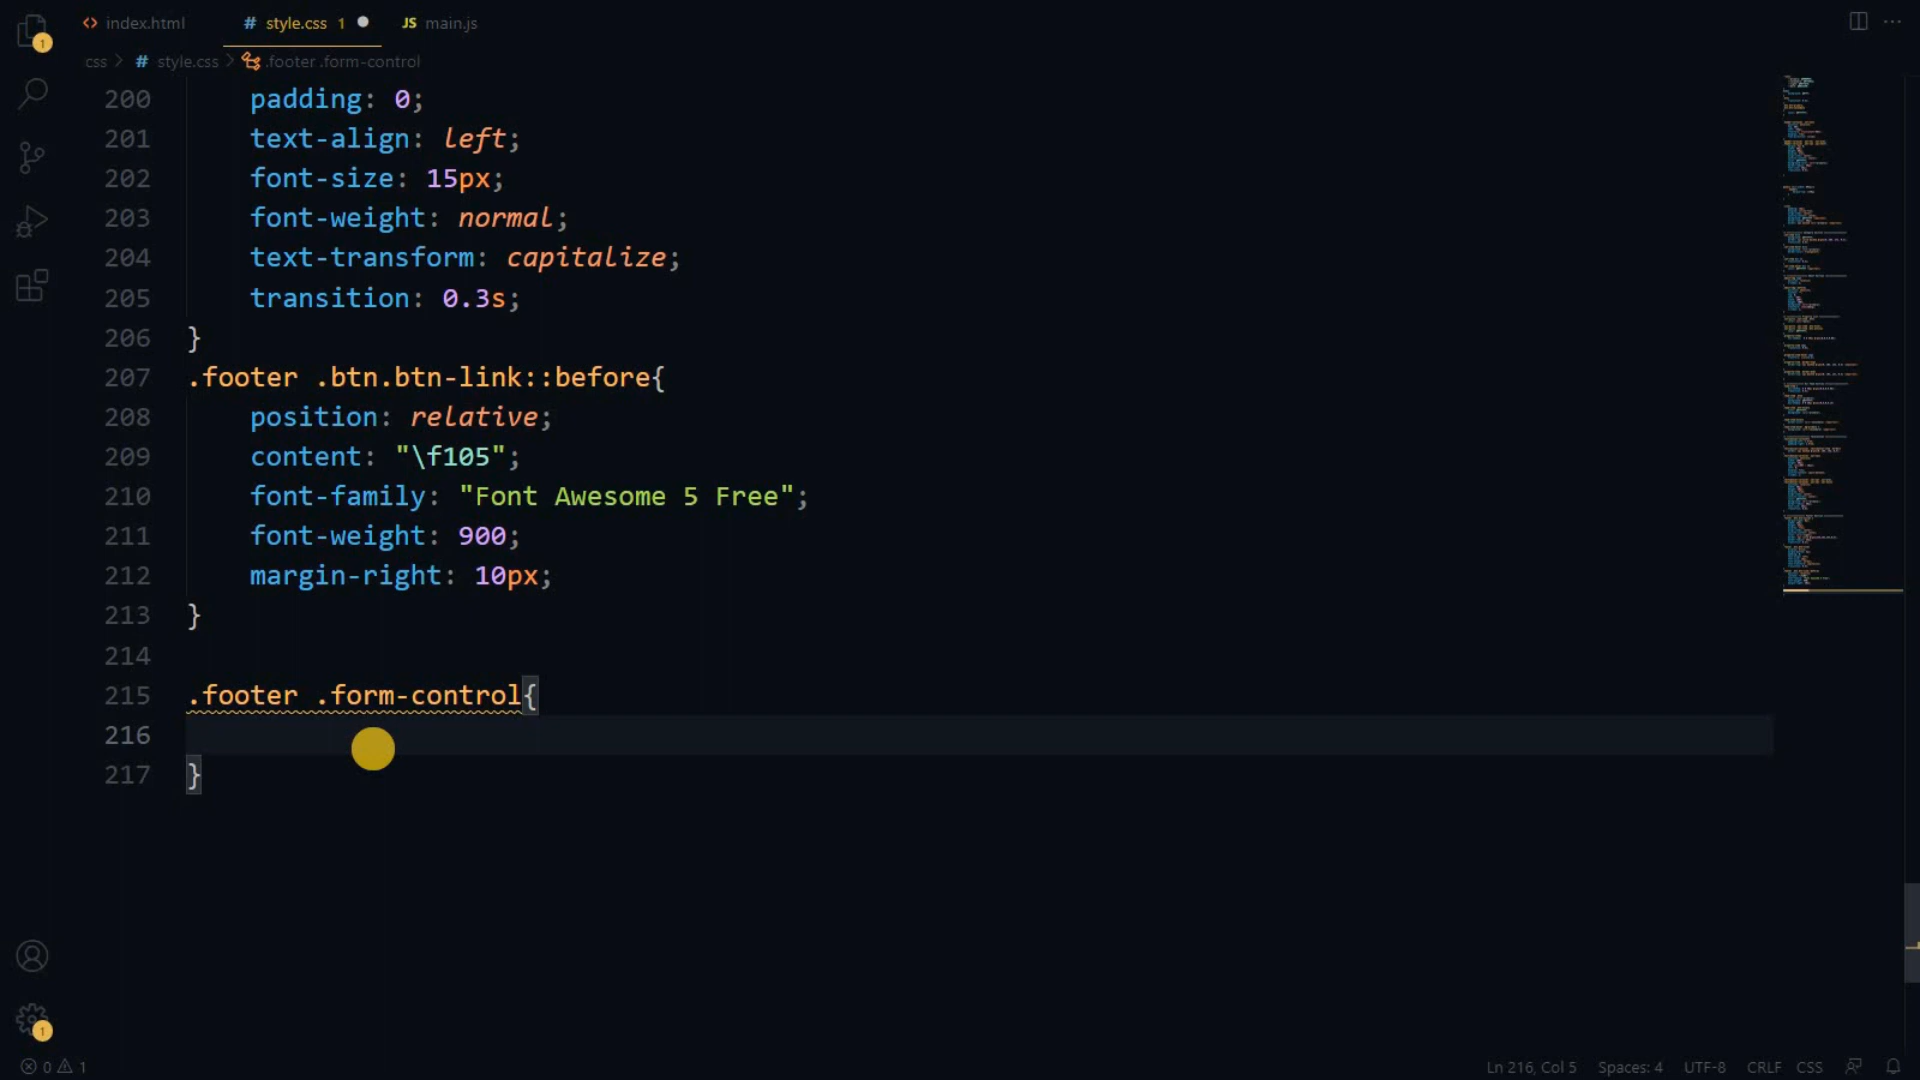 index.html
# style.css 1
JS main.js
css > # style.css > .footer .form-control
200 padding: 0;
201 text-align: left;
202 font-size: 15px;
203 font-weight: normal;
204 text-transform: capitalize;
205 transition: 0.3s;
206 }
207 .footer .btn.btn-link::before{
208 position: relative;
209 content: "\f105";
210 font-family: "Font Awesome 5 Free";
211 font-weight: 900;
212 margin-right: 10px;
213 }
214
215 .footer .form-control{
216
217 }
1
1
0 1
Ln 216, Col 5 Spaces: 4 UTF-8 CRLF CSS